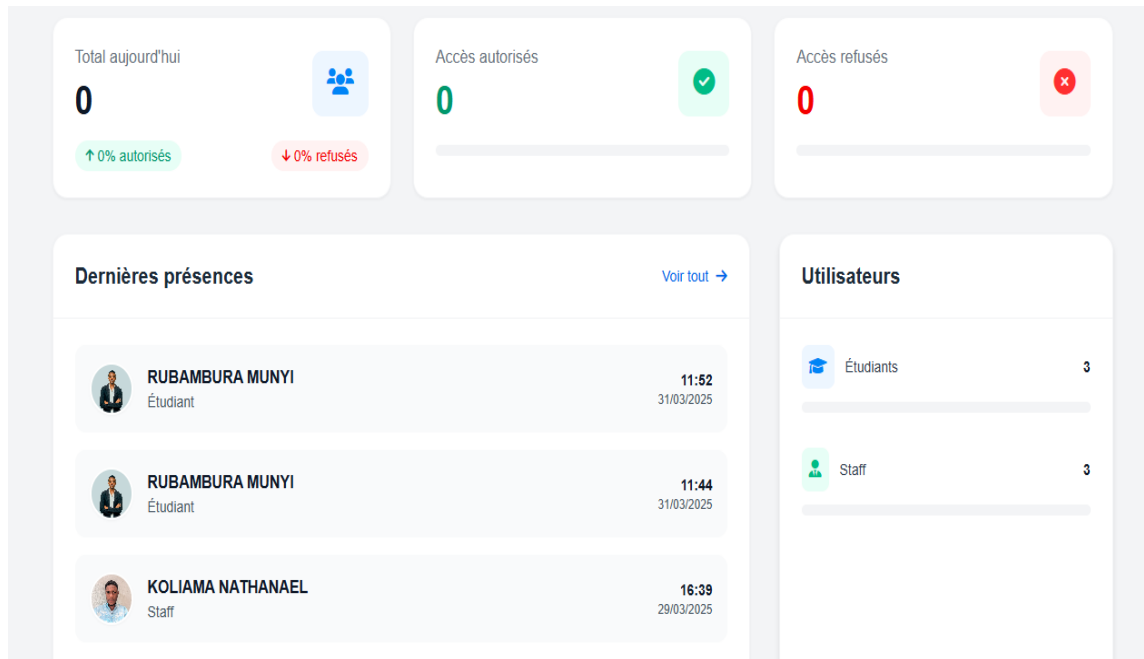 Total aujourd'hui
0
↑ 0% autorisés
↓ 0% refusés
Accès autorisés
0
Accès refusés
0
Dernières présences
Voir tout →
RUBAMBURA MUNYI
Étudiant
11:52
31/03/2025
RUBAMBURA MUNYI
Étudiant
11:44
31/03/2025
KOLIAMA NATHANAEL
Staff
16:39
29/03/2025
Utilisateurs
Étudiants
3
Staff
3